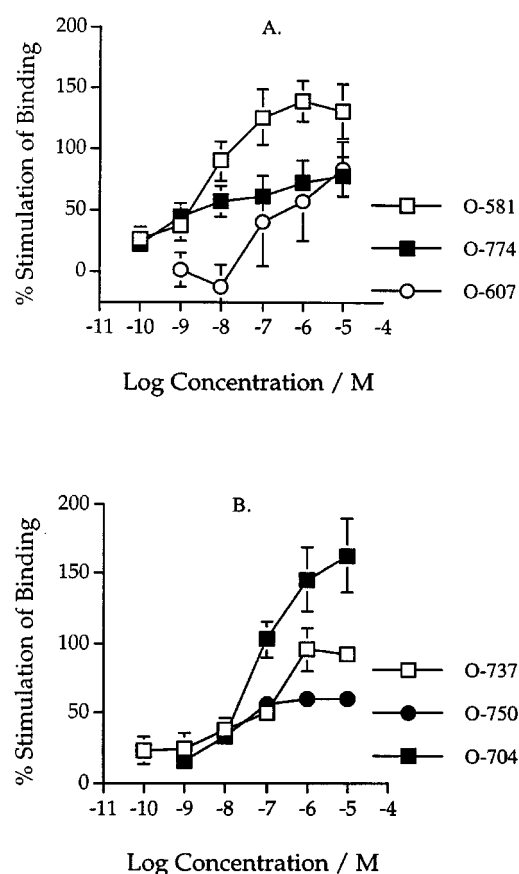 A.
200
150
100
50
0
% Stimulation of Binding
-11 -10 -9 -8 -7 -6 -5 -4
Log Concentration / M
O-581
O-774
O-607
B.
200
150
100
50
0
% Stimulation of Binding
-11 -10 -9 -8 -7 -6 -5 -4
Log Concentration / M
O-737
O-750
O-704